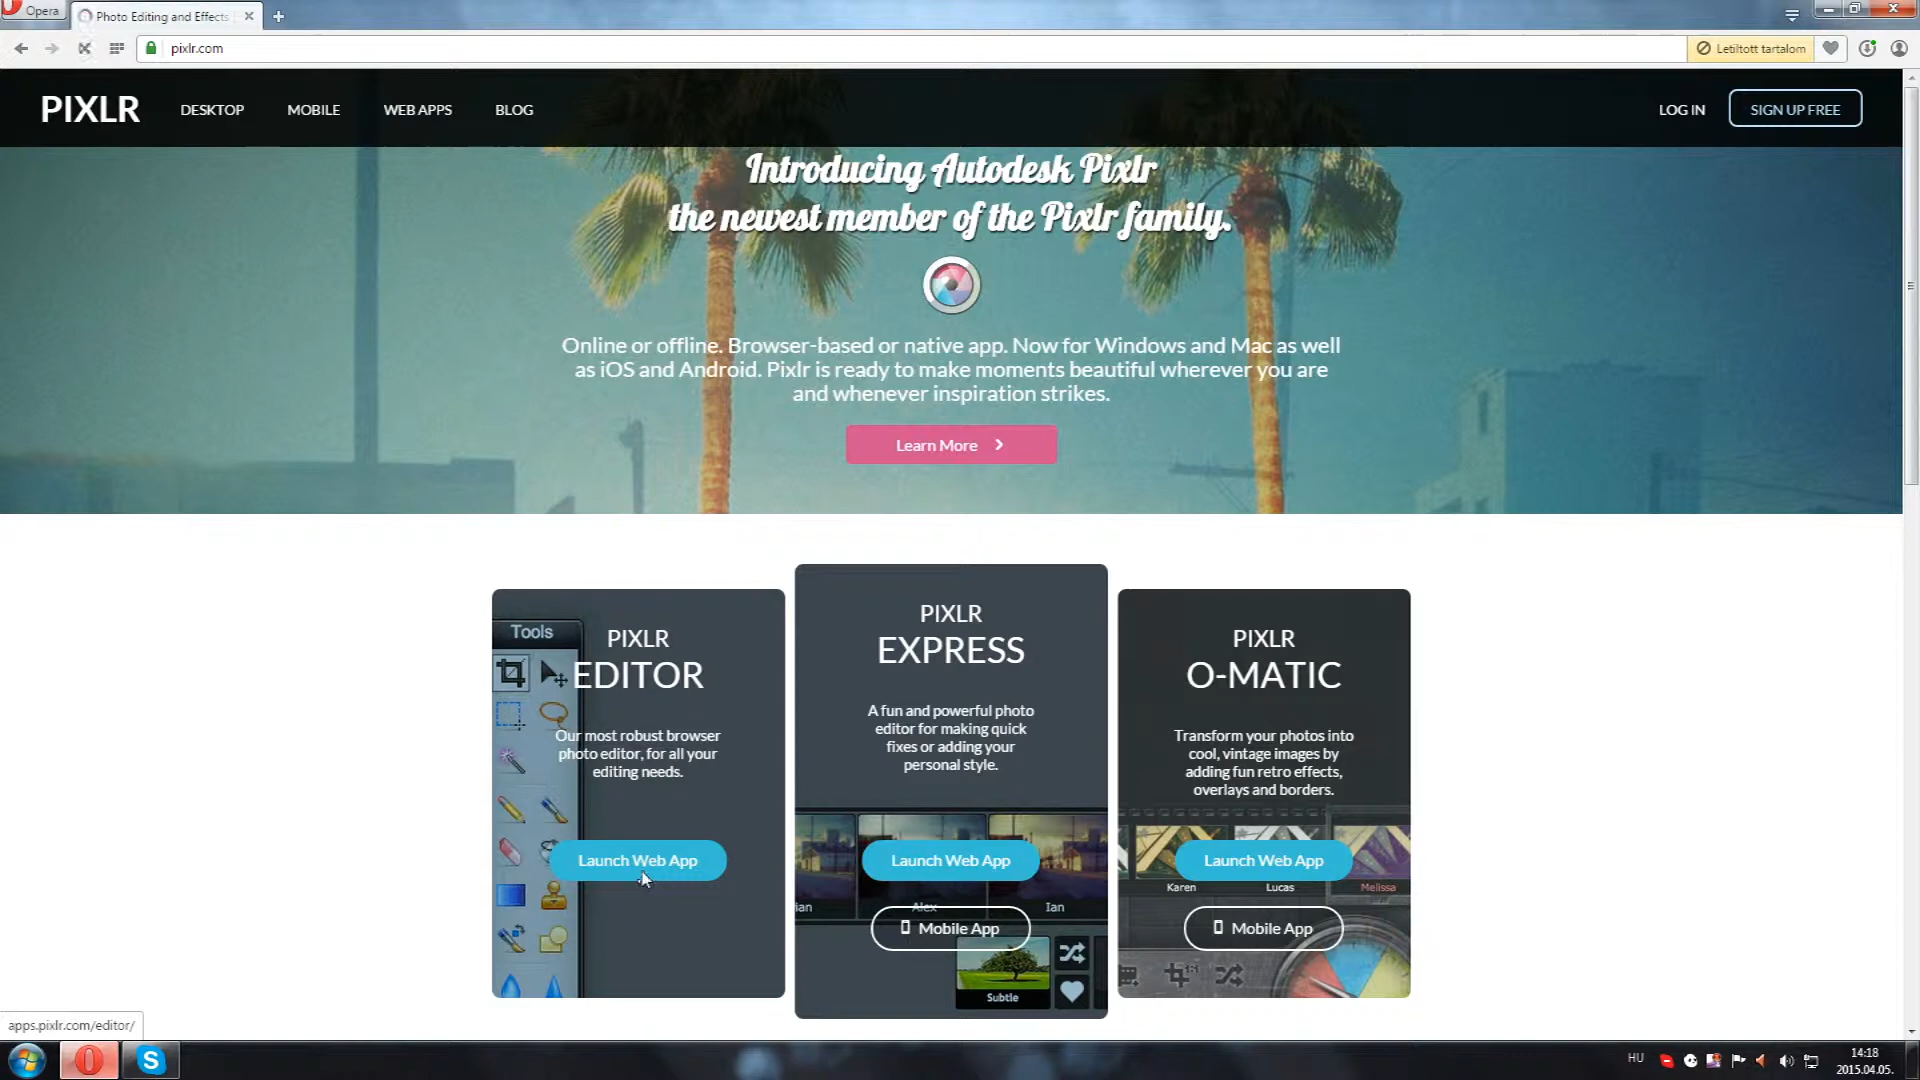 Opera
Photo Editing and Effects
pixlr.com
Letiltott tartalom
PIXLR
DESKTOP
MOBILE
WEB APPS
BLOG
LOG IN
SIGN UP FREE
Introducing Autodesk Pixlr
the newest member of the Pixlr family.
Online or offline. Browser-based or native app. Now for Windows and Mac as well
as iOS and Android. Pixlr is ready to make moments beautiful wherever you are
and whenever inspiration strikes.
Learn More
Tools
PIXLR
EDITOR
Our most robust browser
photo editor, for all your
editing needs.
Launch Web App
PIXLR
EXPRESS
A fun and powerful photo
editor for making quick
fixes or adding your
personal style.
Launch Web App
Alex
Ian
Mobile App
Subtle
PIXLR
O-MATIC
Transform your photos into
cool, vintage images by
adding fun retro effects,
overlays and borders.
Launch Web App
Karen
Lucas
Melissa
Mobile App
apps.pixlr.com/editor/
HU
14:18
2015.04.05.